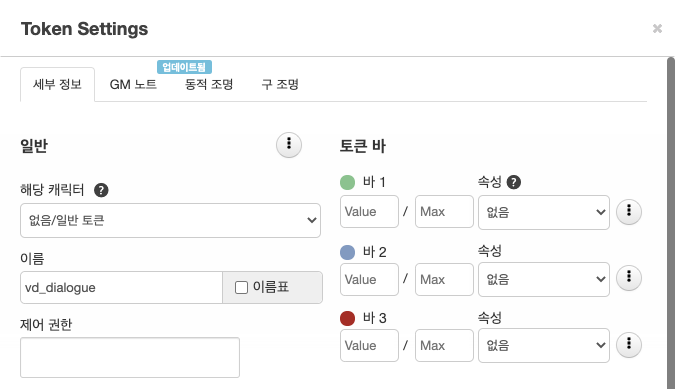 Token Settings
×
업데이트됨
세부 정보 GM 노트 동적 조명 구 조명
일반
해당 캐릭터 ?
없음/일반 토큰
이름
vd_dialogue 이름표
제어 권한
토큰 바
바 1 속성 ?
Value / Max 없음
바 2 속성
Value / Max 없음
바 3 속성
Value / Max 없음